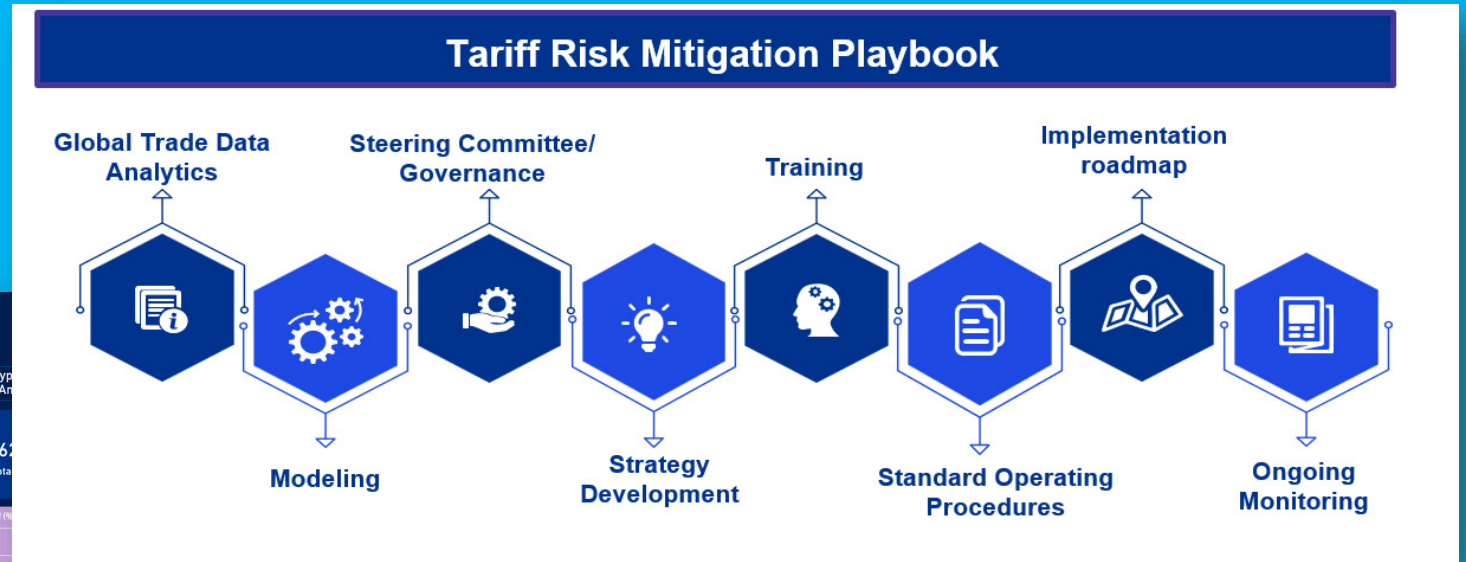 Tariff Risk Mitigation Playbook
Global Trade Data
Analytics
Steering Committee/
Governance
Training
Implementation
roadmap
Modeling
Strategy
Development
Standard Operating
Procedures
Ongoing
Monitoring